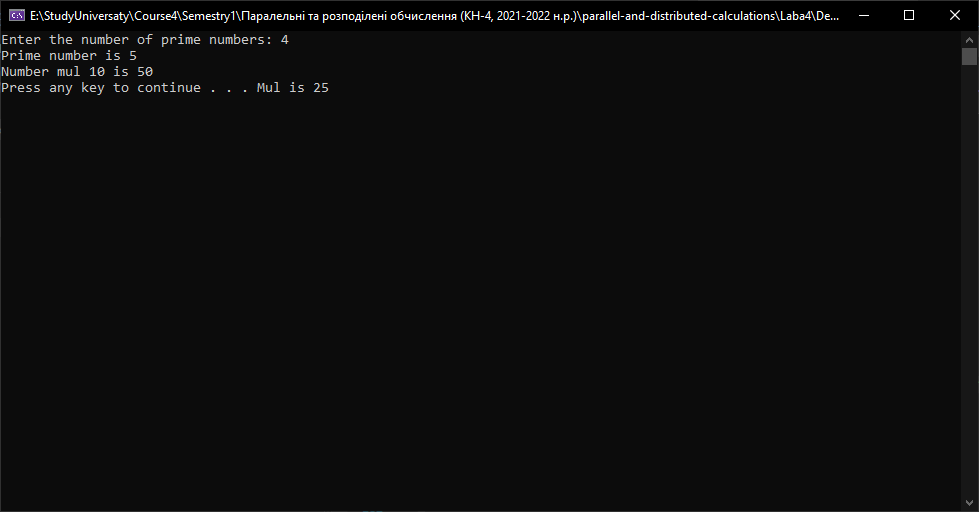 E:\StudyUniversaty\Course4\Semestry1\Паралельні та розподілені обчислення (КН-4, 2021-2022 н.р.)\parallel-and-distributed-calculations\Laba4\De...
Enter the number of prime numbers: 4
Prime number is 5
Number mul 10 is 50
Press any key to continue . . . Mul is 25